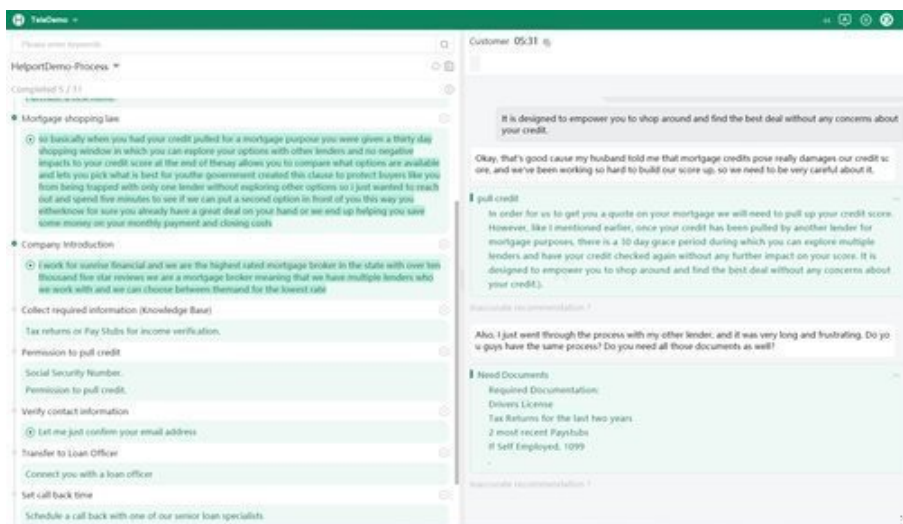 TeleDemo
Please enter keywords
HelportDemo-Process
Completed 5 / 11
Mortgage shopping law
so basically when you had your credit pulled for a mortgage purpose you were given a thirty day
shopping window in which you can explore your options with other lenders and no negative
impacts to your credit score at the end of thesay allows you to compare what options are available
and lets you pick what is best for youthe government created this clause to protect buyers like you
from being trapped with only one lender without exploring other options so i just wanted to reach
out and spend five minutes to see if we can put a second option in front of you this way you
eitherknow for sure you already have a great deal on your hand or we end up helping you save
some money on your monthly payment and closing costs
Company Introduction
i work for sunrise financial and we are the highest rated mortgage broker in the state with over ten
thousand five star reviews we are a mortgage broker meaning that we have multiple lenders who
we work with and we can choose between themand for the lowest rate
Collect required information (Knowledge Base)
Tax returns or Pay Stubs for income verification.
Permission to pull credit
Social Security Number.
Permission to pull credit.
Verify contact information
Let me just confirm your email address
Transfer to Loan Officer
Connect you with a loan officer
Set call back time
Schedule a call back with one of our senior loan specialists
Customer 05:31
It is designed to empower you to shop around and find the best deal without any concerns about
your credit.
Okay, that's good cause my husband told me that mortgage credits pose really damages our credit sc
ore, and we've been working so hard to build our score up, so we need to be very careful about it.
pull credit
In order for us to get you a quote on your mortgage we will need to pull up your credit score.
However, like I mentioned earlier, once your credit has been pulled by another lender for
mortgage purposes, there is a 30 day grace period during which you can explore multiple
lenders and have your credit checked again without any further impact on your score. It is
designed to empower you to shop around and find the best deal without any concerns about
your credit.).
Inaccurate recommendation ?
Also, I just went through the process with my other lender, and it was very long and frustrating. Do yo
u guys have the same process? Do you need all those documents as well?
Need Documents
Required Documentation:
Drivers License
Tax Returns for the last two years
2 most recent Paystubs
If Self Employed, 1099
.
Inaccurate recommendation ?